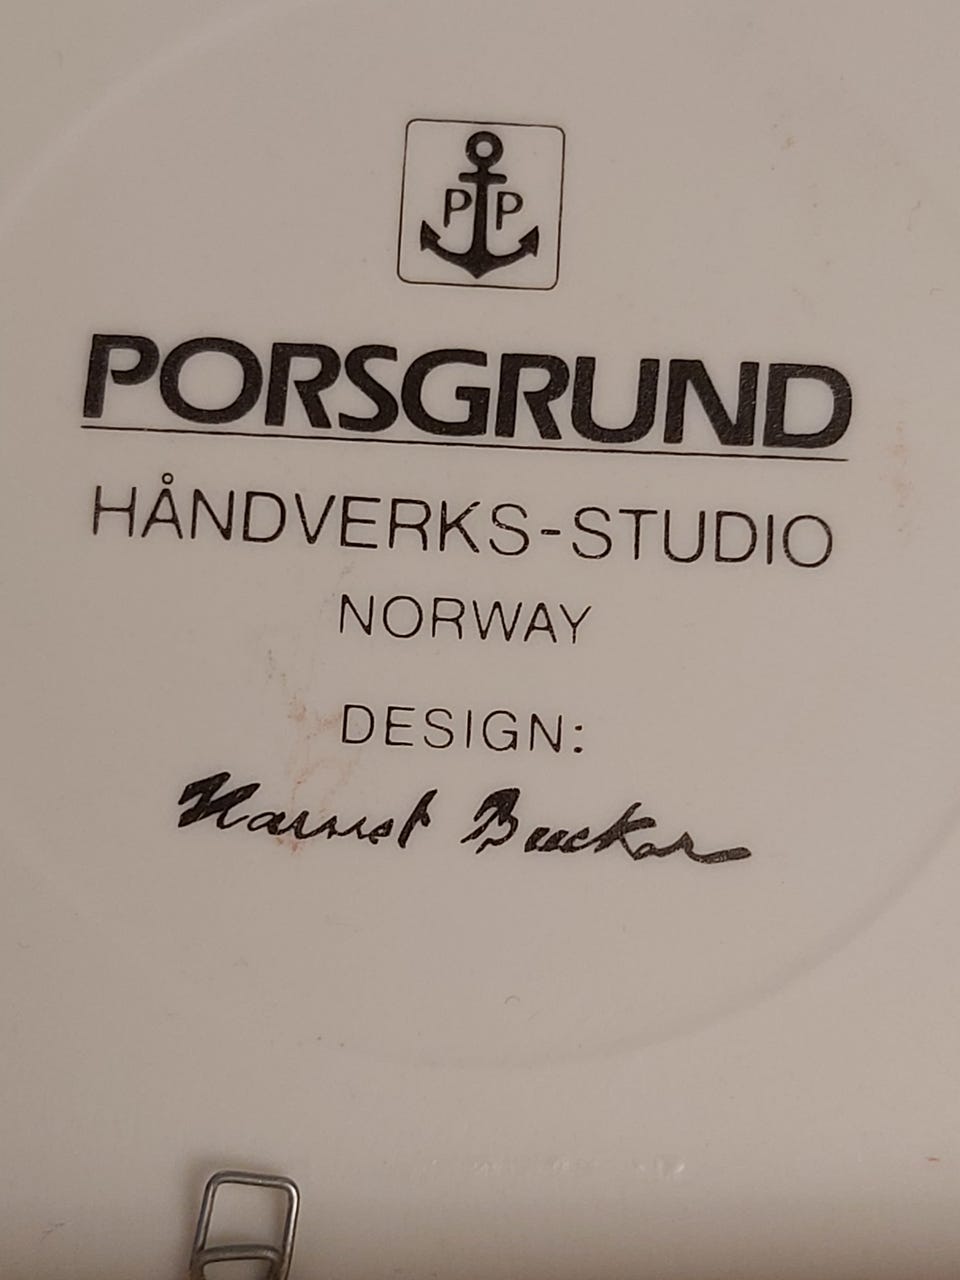 P P
PORSGRUND
HÅNDVERKS-STUDIO
NORWAY
DESIGN:
Harriet Backer